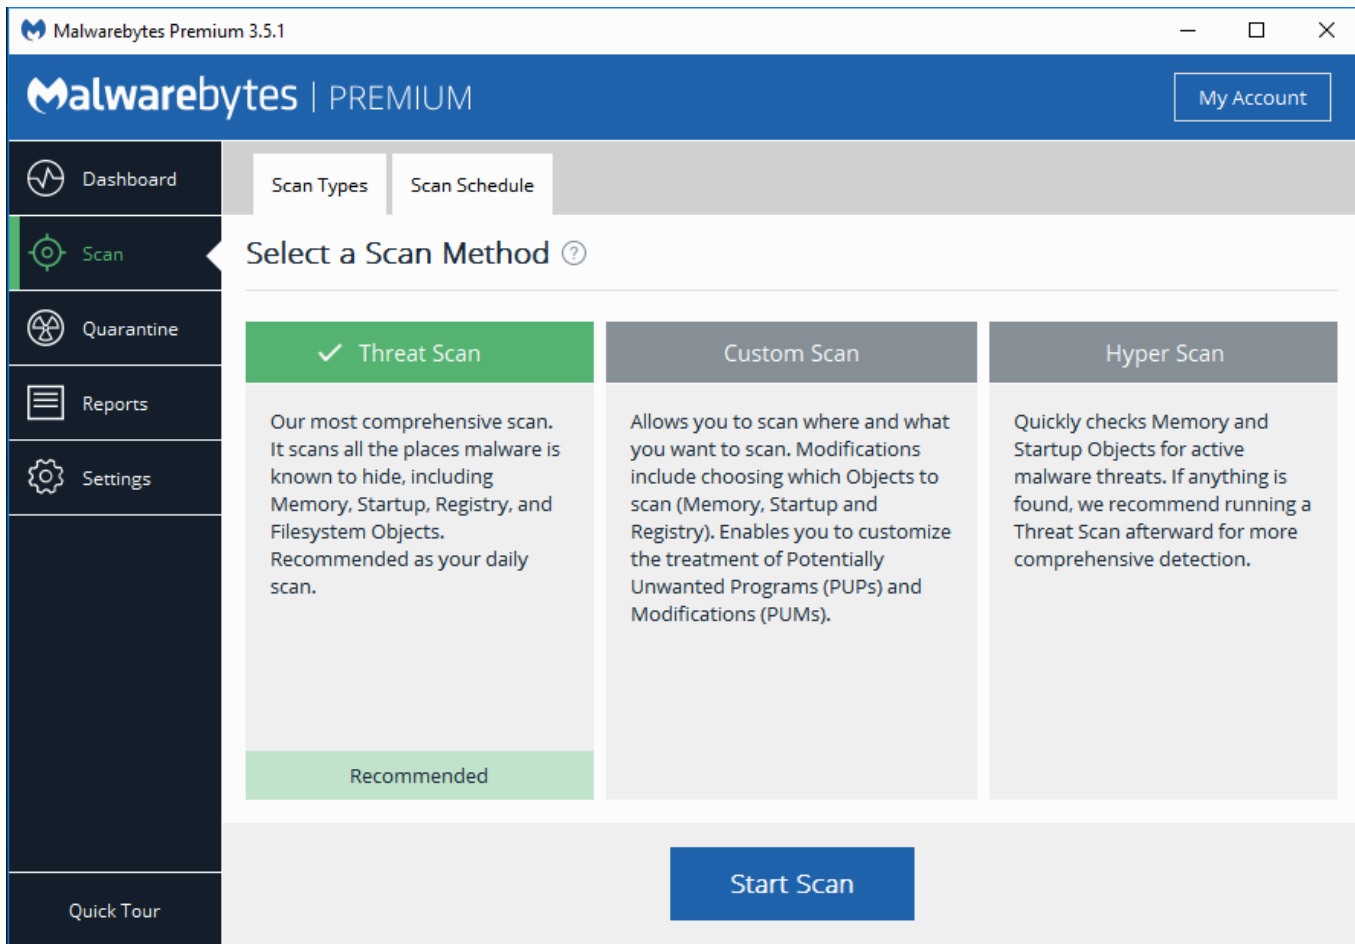 Malwarebytes Premium 3.5.1
Malwarebytes | PREMIUM
My Account
Dashboard
Scan
Quarantine
Reports
Settings
Quick Tour
Scan Types
Scan Schedule
Select a Scan Method ?
Threat Scan
Our most comprehensive scan.
It scans all the places malware is
known to hide, including
Memory, Startup, Registry, and
Filesystem Objects.
Recommended as your daily
scan.
Recommended
Custom Scan
Allows you to scan where and what
you want to scan. Modifications
include choosing which Objects to
scan (Memory, Startup and
Registry). Enables you to customize
the treatment of Potentially
Unwanted Programs (PUPs) and
Modifications (PUMs).
Hyper Scan
Quickly checks Memory and
Startup Objects for active
malware threats. If anything is
found, we recommend running a
Threat Scan afterward for more
comprehensive detection.
Start Scan